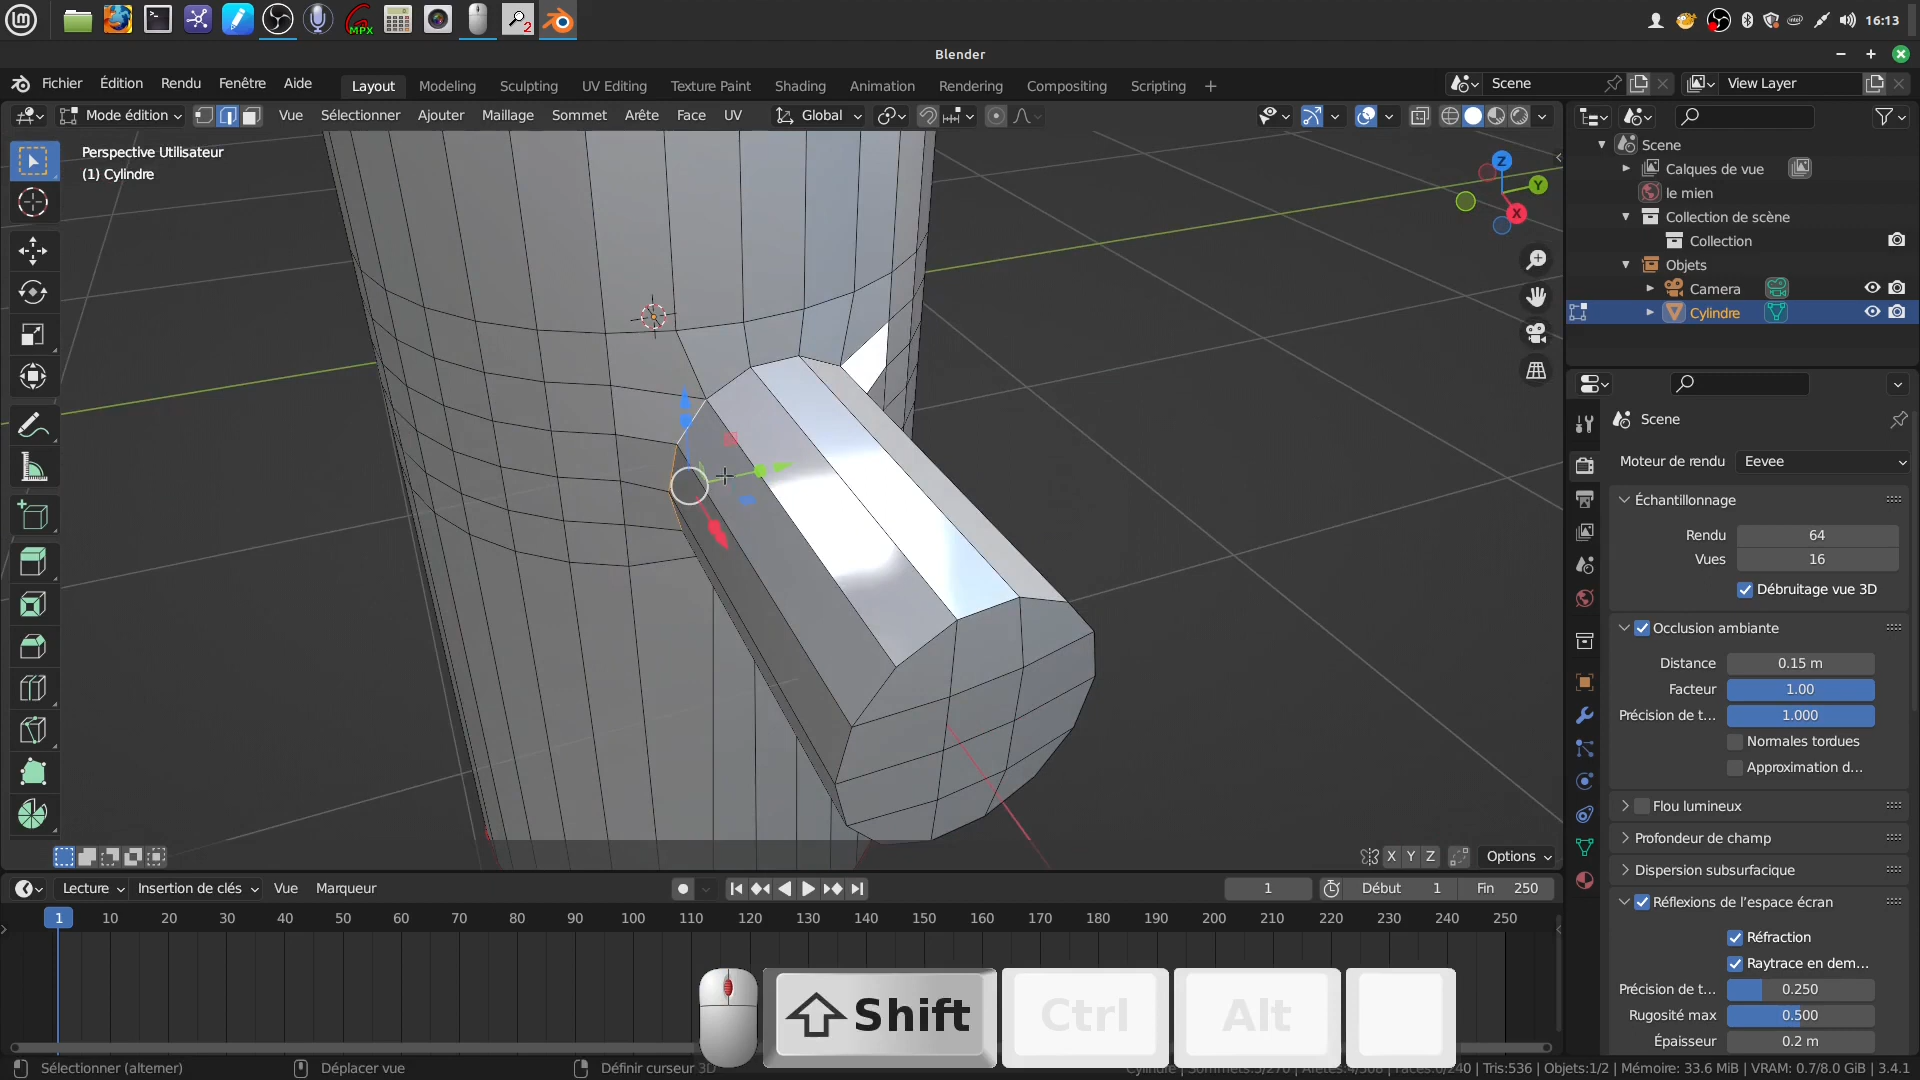 16:13
Blender
Fichier Édition Rendu Fenêtre Aide Layout Modeling Sculpting UV Editing Texture Paint Shading Animation Rendering Compositing Scripting + Scene View Layer
Mode édition Vue Sélectionner Ajouter Maillage Sommet Arête Face UV Global
Perspective Utilisateur
(1) Cylindre
Z
Y
X
Scene
Calques de vue
le mien
Collection de scène
Collection
Objets
Camera
Cylindre
Scene
Moteur de rendu Eevee
Échantillonnage
Rendu 64
Vues 16
Débruitage vue 3D
Occlusion ambiante
Distance 0.15 m
Facteur 1.00
Précision de t... 1.000
Normales tordues
Approximation d...
Flou lumineux
Profondeur de champ
Dispersion subsurfacique
Réflexions de l'espace écran
Réfraction
Raytrace en dem...
Précision de t... 0.250
Rugosité max 0.500
Épaisseur 0.2 m
X Y Z Options
Lecture Insertion de clés Vue Marqueur 1 Début 1 Fin 250
1 10 20 30 40 50 60 70 80 90 100 110 120 130 140 150 160 170 180 190 200 210 220 230 240 250
Shift Ctrl Alt
Sélectionner (alterner) Déplacer vue Définir curseur 3D
Tris:536 | Objets:1/2 | Mémoire: 33.6 MiB | VRAM: 0.7/8.0 GiB | 3.4.1